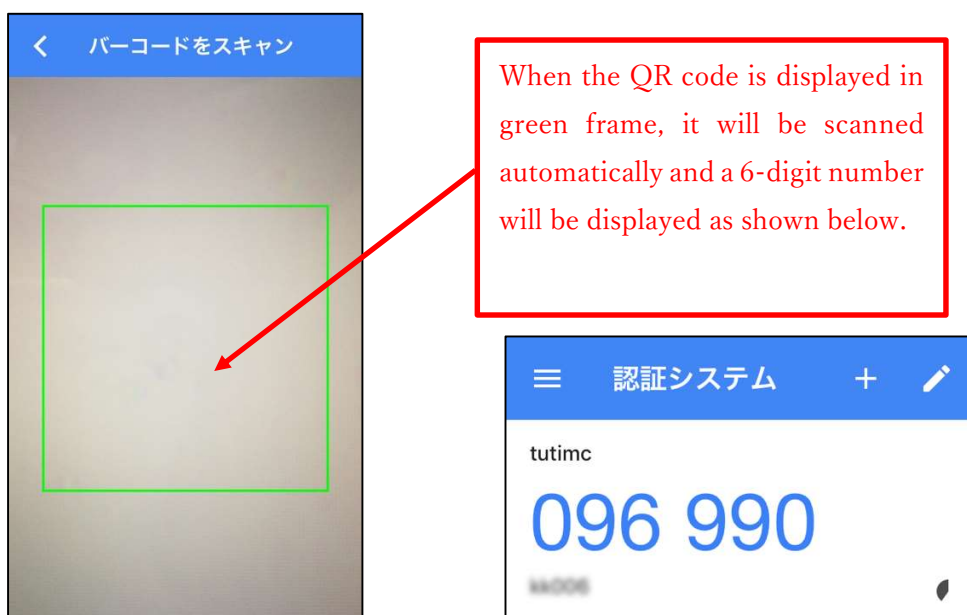 バーコードをスキャン
When the QR code is displayed in
green frame, it will be scanned
automatically and a 6-digit number
will be displayed as shown below.
認証システム
tutimc
096 990